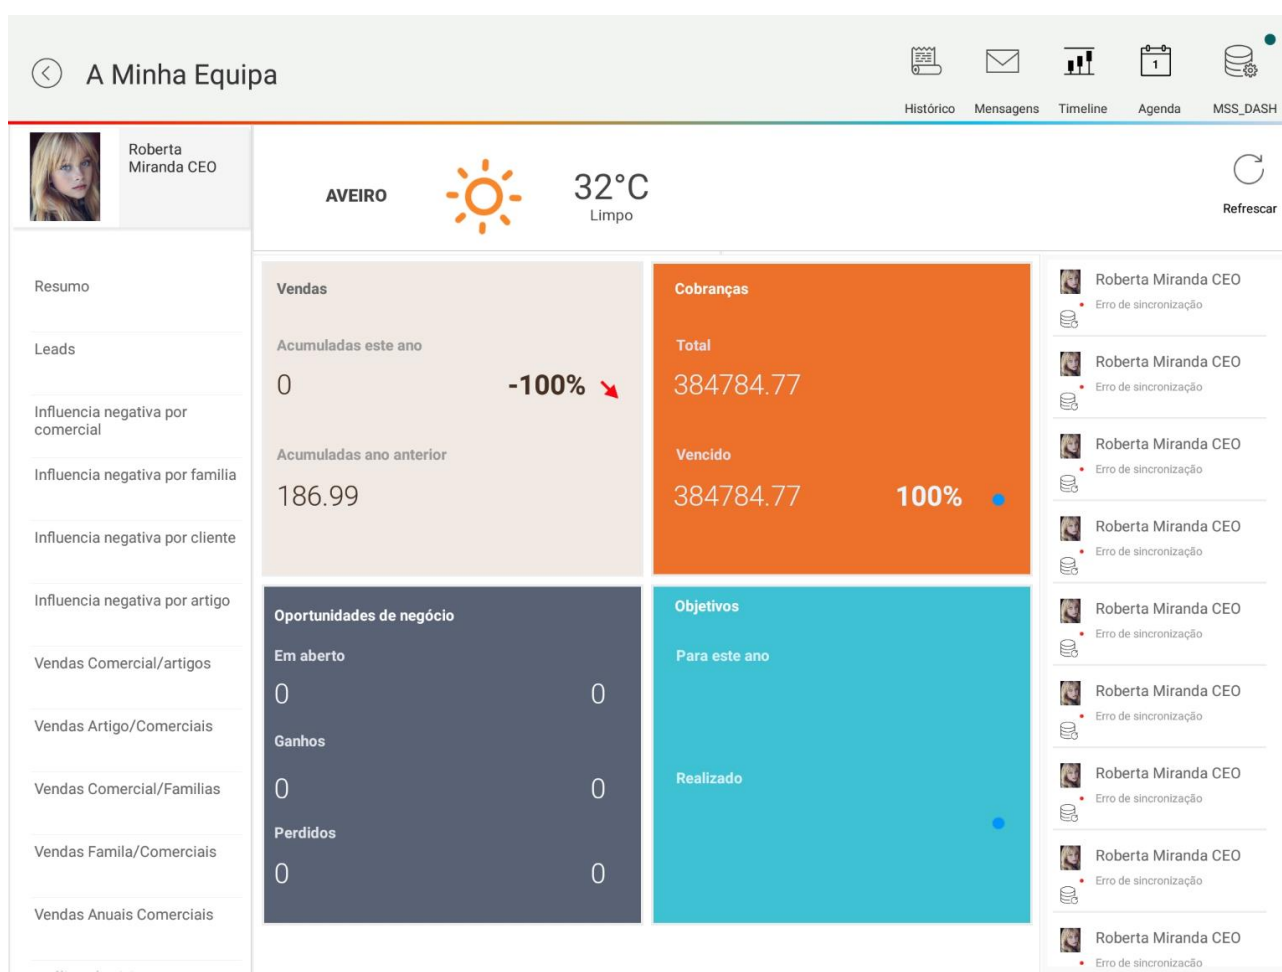 A Minha Equipa
Histórico
Mensagens
Timeline
1
Agenda
MSS_DASH
Roberta
Miranda CEO
AVEIRO
32°C
Limpo
Refrescar
Resumo
Leads
Influencia negativa por
comercial
Influencia negativa por familia
Influencia negativa por cliente
Influencia negativa por artigo
Vendas Comercial/artigos
Vendas Artigo/Comerciais
Vendas Comercial/Familias
Vendas Famila/Comerciais
Vendas Anuais Comerciais
Vendas
Acumuladas este ano
0
-100%
Acumuladas ano anterior
186.99
Cobranças
Total
384784.77
Vencido
384784.77
100%
Oportunidades de negócio
Em aberto
0 0
Ganhos
0 0
Perdidos
0 0
Objetivos
Para este ano
Realizado
Roberta Miranda CEO
Erro de sincronização
Roberta Miranda CEO
Erro de sincronização
Roberta Miranda CEO
Erro de sincronização
Roberta Miranda CEO
Erro de sincronização
Roberta Miranda CEO
Erro de sincronização
Roberta Miranda CEO
Erro de sincronização
Roberta Miranda CEO
Erro de sincronização
Roberta Miranda CEO
Erro de sincronização
Roberta Miranda CEO
Erro de sincronização